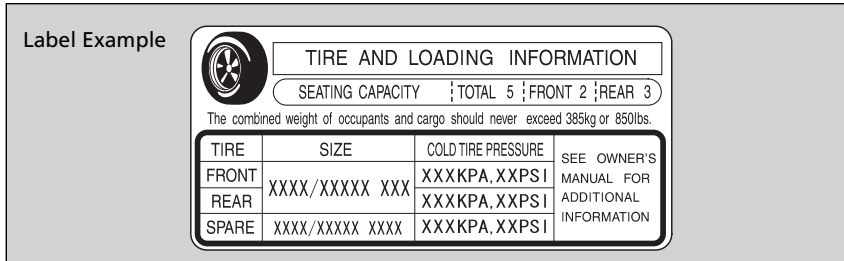 Label Example
TIRE AND LOADING INFORMATION
SEATING CAPACITY TOTAL 5 FRONT 2 REAR 3
The combined weight of occupants and cargo should never exceed 385kg or 850lbs.
TIRE SIZE COLD TIRE PRESSURE
SEE OWNER'S
MANUAL FOR
ADDITIONAL
INFORMATION
FRONT XXXX/XXXXX XXX XXXKPA,XXPSI
REAR XXXKPA,XXPSI
SPARE XXXX/XXXXX XXXX XXXKPA,XXPSI